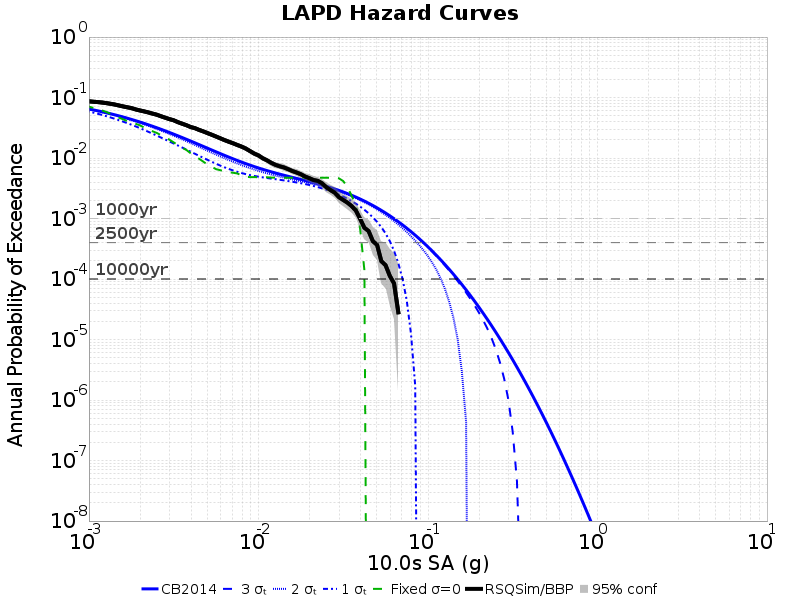 LAPD Hazard Curves
Annual Probability of Exceedance
10⁰
10⁻¹
10⁻²
10⁻³
10⁻⁴
10⁻⁵
10⁻⁶
10⁻⁷
10⁻⁸
1000yr
2500yr
10000yr
10⁻³ 10⁻² 10⁻¹ 10⁰ 10¹
10.0s SA (g)
CB2014 3 σₜ 2 σₜ 1 σₜ Fixed σ=0 RSQSim/BBP 95% conf